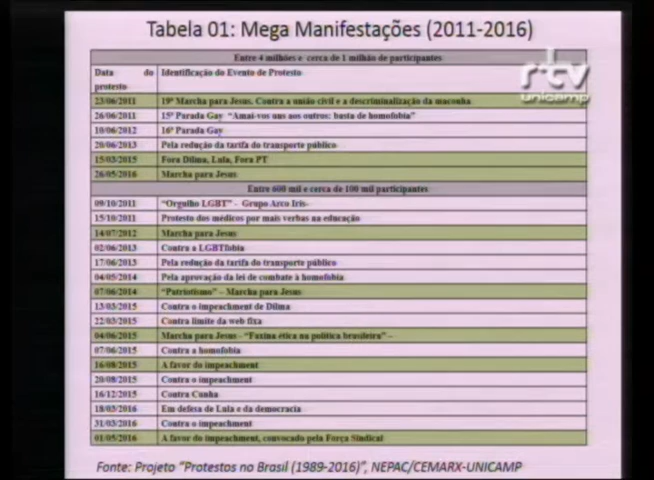 Tabela 01: Mega Manifestações (2011-2016)
rtv
unicamp
Entre 4 milhões e cerca de 1 milhão de participantes
Data do protesto Identificação do Evento de Protesto
23/06/2011 19ª Marcha para Jesus. Contra a união civil e a descriminalização da maconha
26/06/2011 15ª Parada Gay "Amai-vos uns aos outros: basta de homofobia"
10/06/2012 16ª Parada Gay
20/06/2013 Pela redução da tarifa do transporte público
15/03/2015 Fora Dilma, Lula, Fora PT
26/05/2016 Marcha para Jesus
Entre 600 mil e cerca de 100 mil participantes
09/10/2011 "Orgulho LGBT" - Grupo Arco Iris-
15/10/2011 Protesto dos médicos por mais verbas na educação
14/07/2012 Marcha para Jesus
02/06/2013 Contra a LGBTfobia
17/06/2013 Pela redução da tarifa do transporte público
04/05/2014 Pela aprovação da lei de combate à homofobia
07/06/2014 "Patriotismo" – Marcha para Jesus
13/03/2015 Contra o impeachment de Dilma
22/03/2015 Contra limite da web fixa
04/06/2015 Marcha para Jesus - "Faxina ética na política brasileira" –
07/06/2015 Contra a homofobia
16/08/2015 A favor do impeachment
20/08/2015 Contra o impeachment
16/12/2015 Contra Cunha
18/03/2016 Em defesa de Lula e da democracia
31/03/2016 Contra o impeachment
01/05/2016 A favor do impeachment, convocado pela Força Sindical
Fonte: Projeto "Protestos no Brasil (1989-2016)", NEPAC/CEMARX-UNICAMP